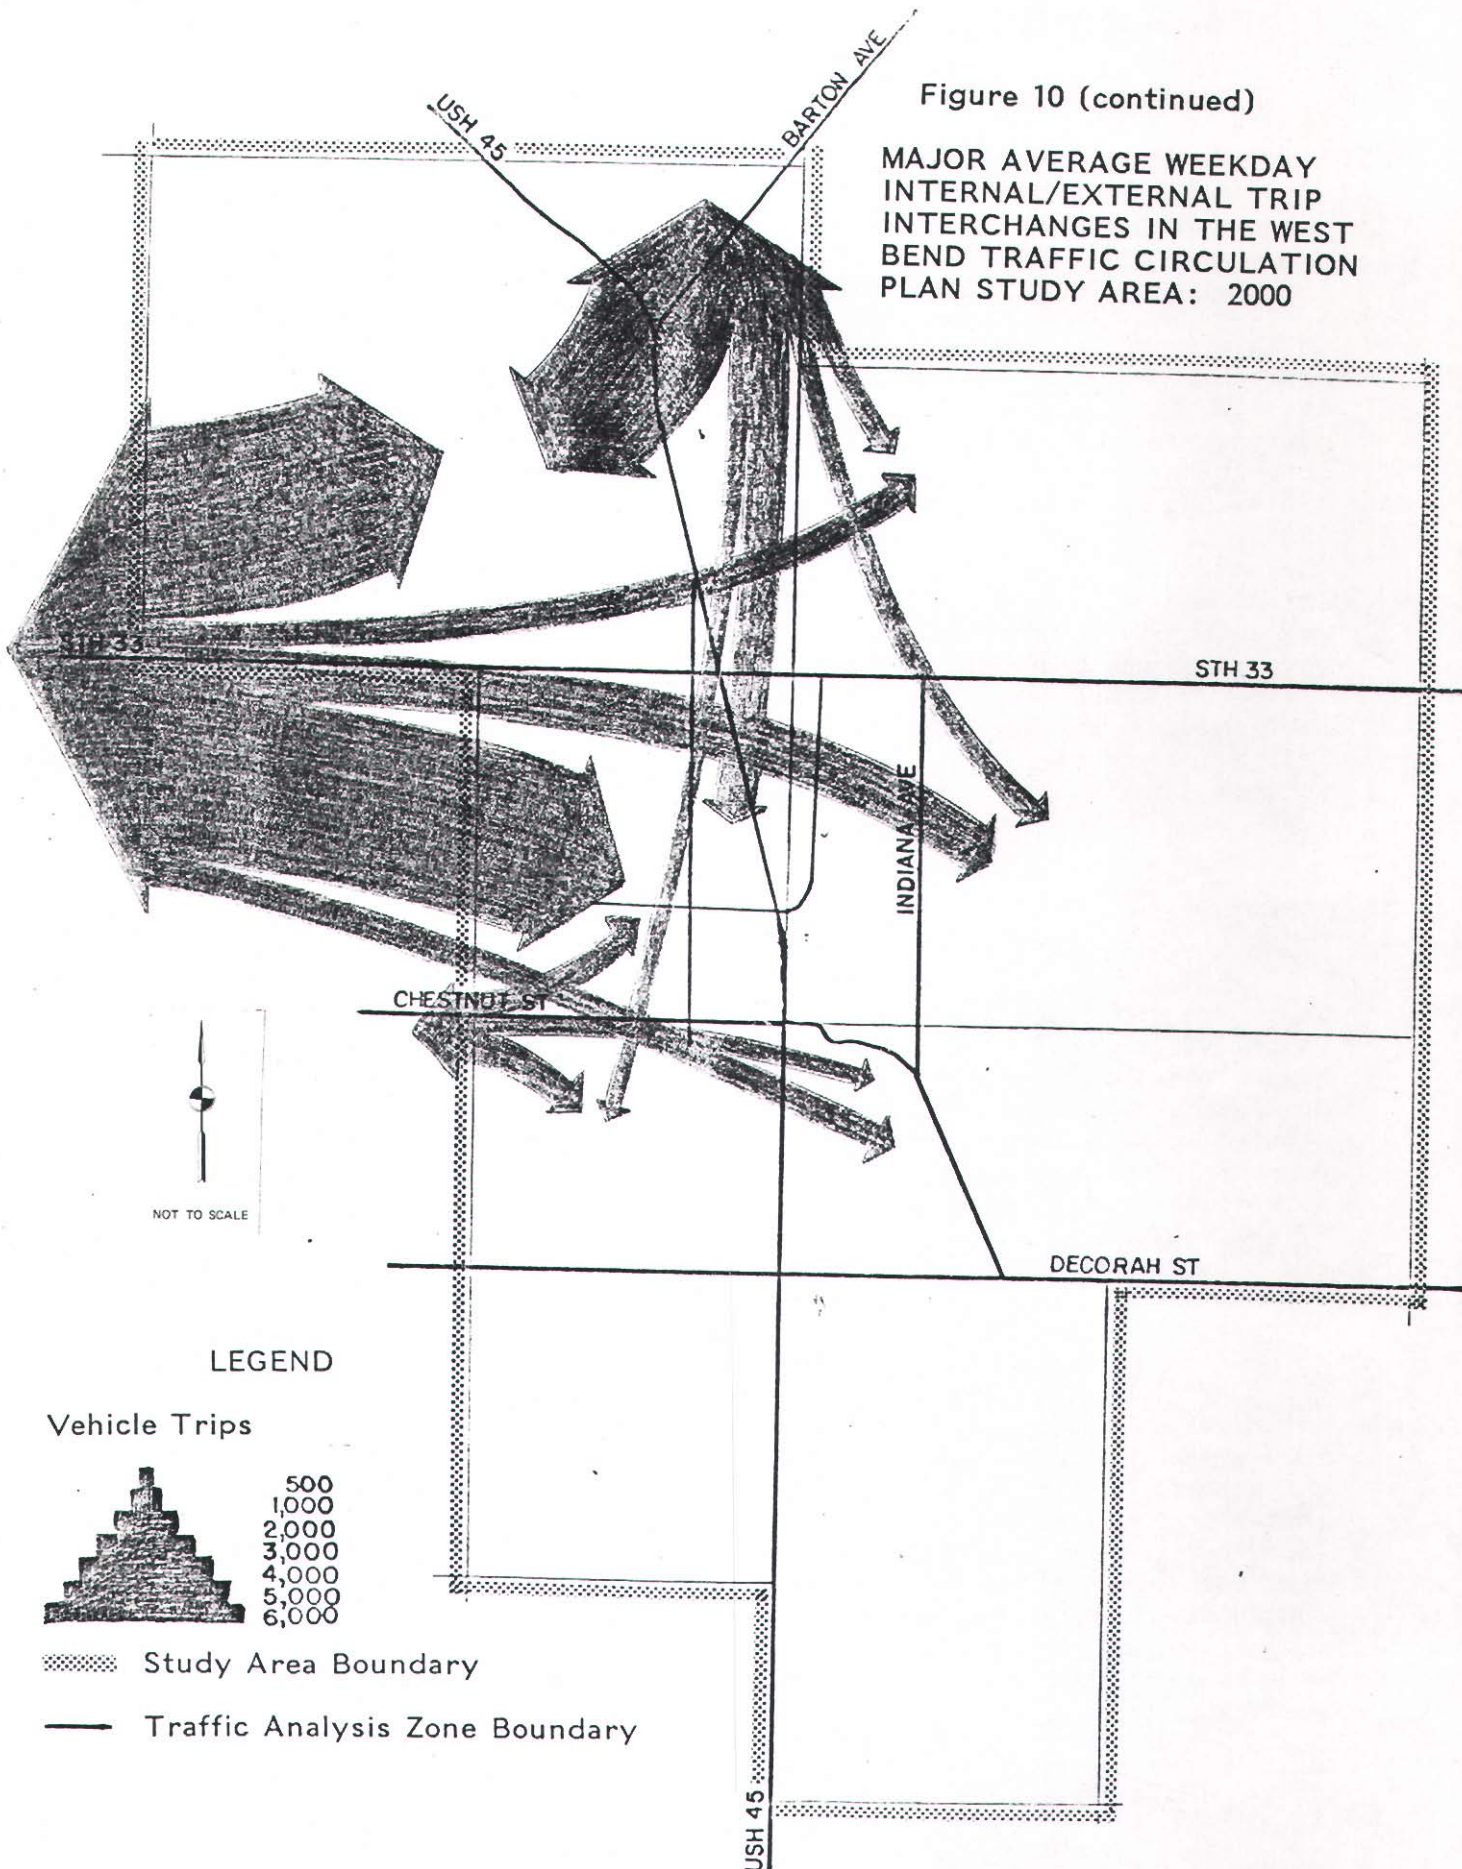 Figure 10 (continued)
MAJOR AVERAGE WEEKDAY
INTERNAL/EXTERNAL TRIP
INTERCHANGES IN THE WEST
BEND TRAFFIC CIRCULATION
PLAN STUDY AREA: 2000
USH 45
BARTON AVE
STH 33
STH 33
INDIANA AVE
CHESTNUT ST
NOT TO SCALE
DECORAH ST
LEGEND
Vehicle Trips
500
1,000
2,000
3,000
4,000
5,000
6,000
Study Area Boundary
Traffic Analysis Zone Boundary
USH 45